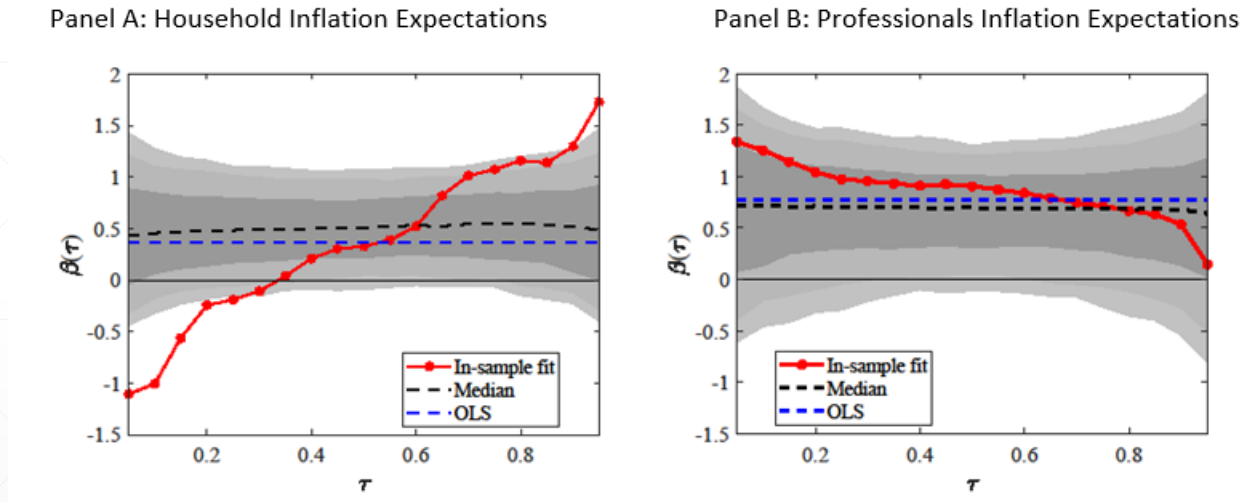 Panel A: Household Inflation Expectations
2
1.5
1
0.5
0
-0.5
-1
-1.5
β(τ)
0.2 0.4 0.6 0.8
τ
In-sample fit
Median
OLS
Panel B: Professionals Inflation Expectations
2
1.5
1
0.5
0
-0.5
-1
-1.5
β(τ)
0.2 0.4 0.6 0.8
τ
In-sample fit
Median
OLS